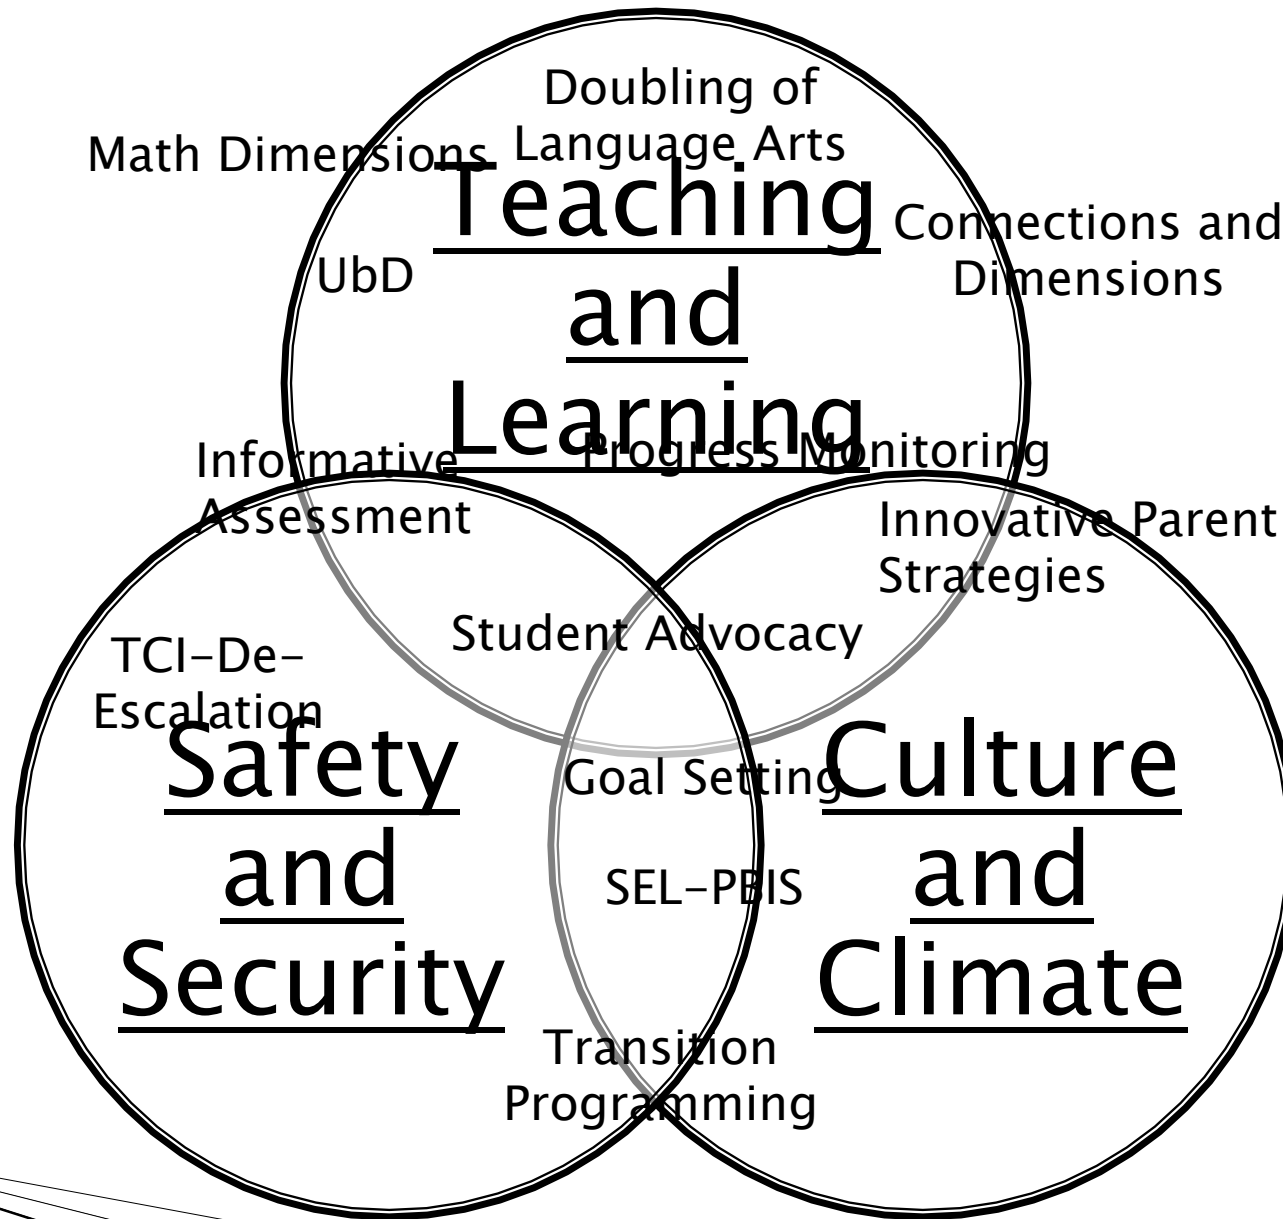 Doubling of
Language Arts
Math Dimensions
Teaching
and
Learning
Connections and
Dimensions
UbD
Informative
Assessment
Progress Monitoring
Innovative Parent
Strategies
Student Advocacy
TCI-De-
Escalation
Safety
and
Security
Goal Setting
Culture
and
Climate
SEL-PBIS
Transition
Programming